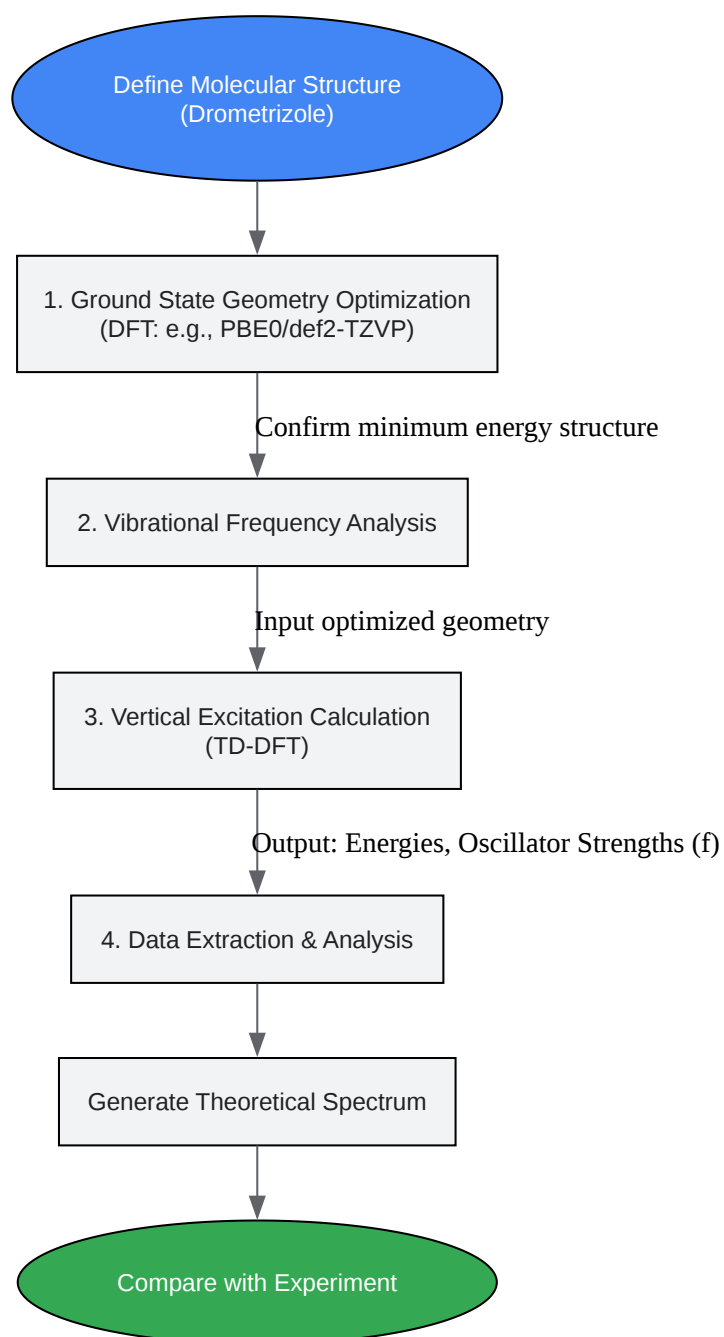 Define Molecular Structure
(Drometrizole)
1. Ground State Geometry Optimization
(DFT: e.g., PBE0/def2-TZVP)
Confirm minimum energy structure
2. Vibrational Frequency Analysis
Input optimized geometry
3. Vertical Excitation Calculation
(TD-DFT)
Output: Energies, Oscillator Strengths (f)
4. Data Extraction & Analysis
Generate Theoretical Spectrum
Compare with Experiment